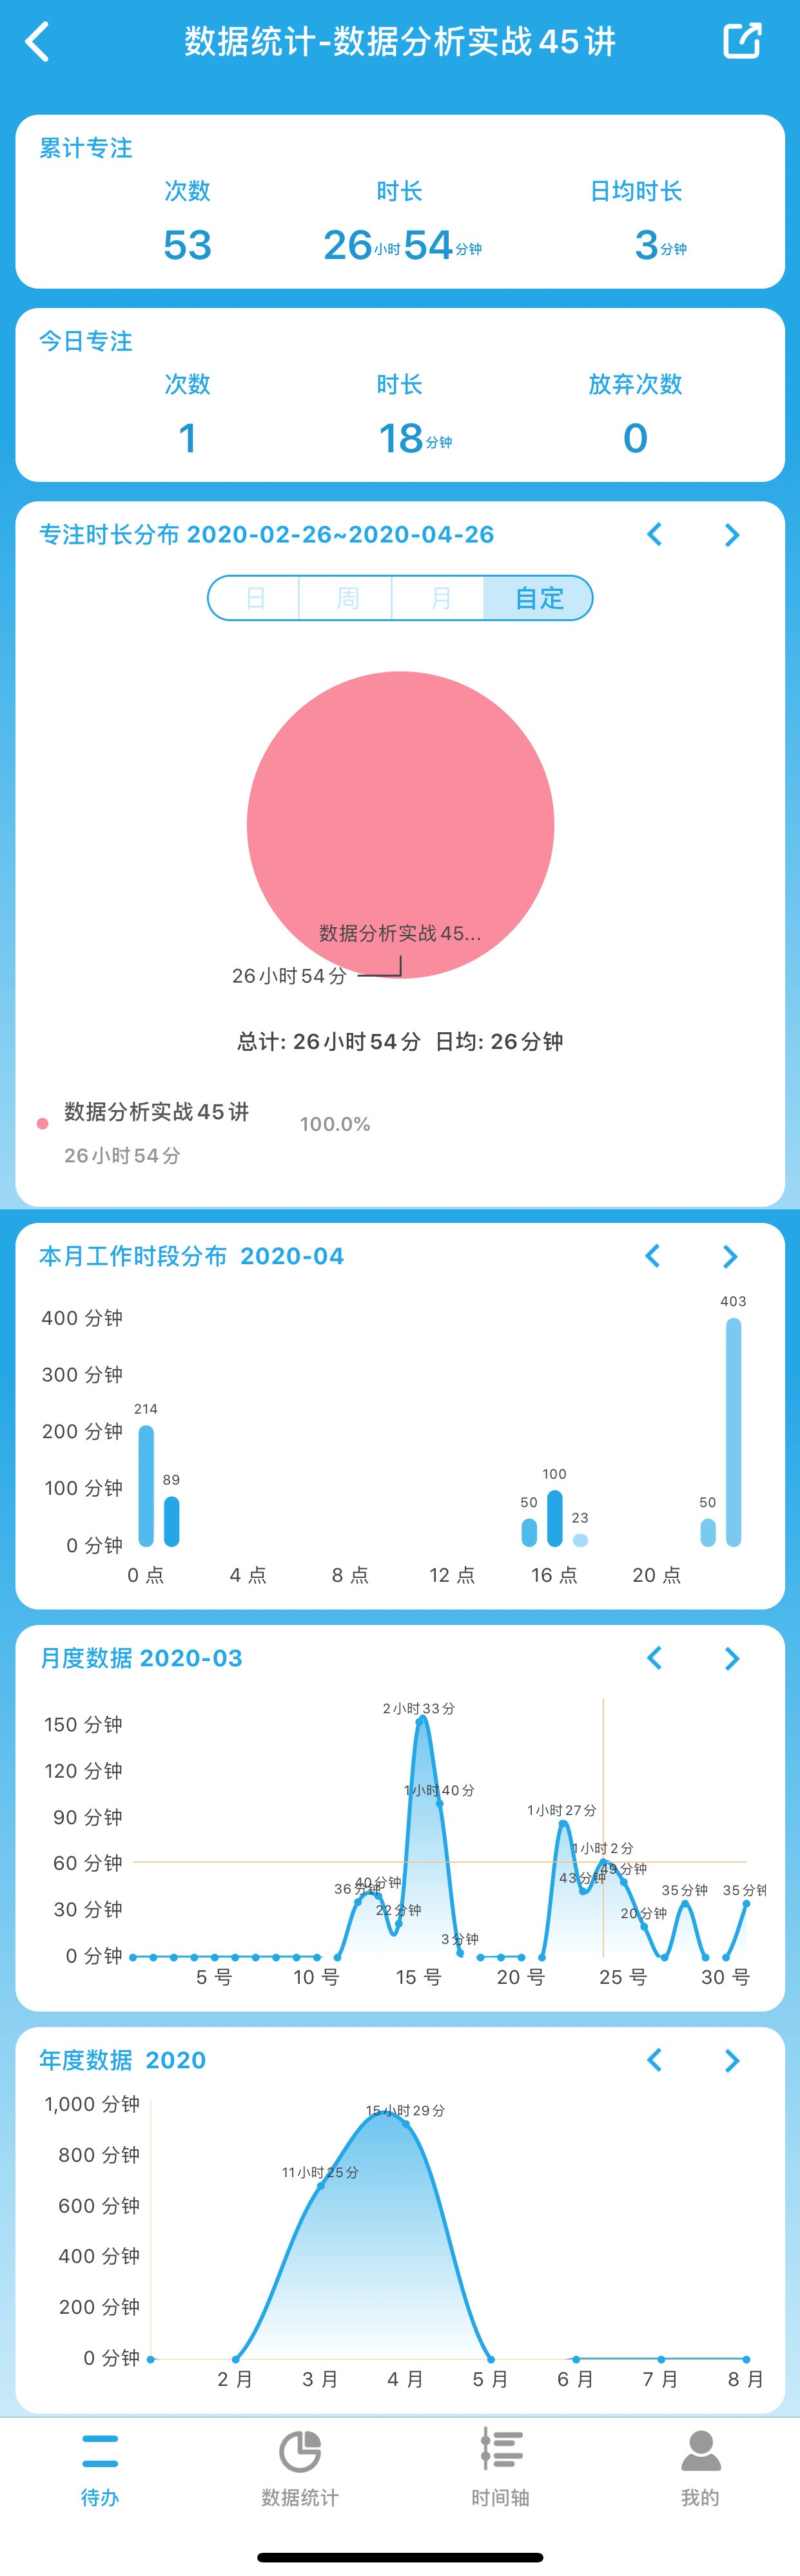 数据统计-数据分析实战45讲
累计专注
次数 时长 日均时长
53 26小时54分钟 3分钟
今日专注
次数 时长 放弃次数
1 18分钟 0
专注时长分布 2020-02-26~2020-04-26
日 周 月 自定
数据分析实战45...
26小时54分
总计: 26小时54分 日均: 26分钟
数据分析实战45讲
100.0%
26小时54分
本月工作时段分布 2020-04
403
400 分钟
300 分钟
214
200 分钟
89
100
100 分钟
50
50
23
0 分钟
0 点 4 点 8 点 12 点 16 点 20 点
月度数据 2020-03
2小时33分
150 分钟
120 分钟
1小时40分
1小时27分
90 分钟
1小时2分
60 分钟
49分钟
43分钟
40分钟
36分钟
35分钟
35分钟
30 分钟
22分钟
20分钟
3分钟
0 分钟
5 号 10 号 15 号 20 号 25 号 30 号
年度数据 2020
1,000 分钟
15小时29分
800 分钟
11小时25分
600 分钟
400 分钟
200 分钟
0 分钟
2 月 3 月 4 月 5 月 6 月 7 月 8 月
待办 数据统计 时间轴 我的